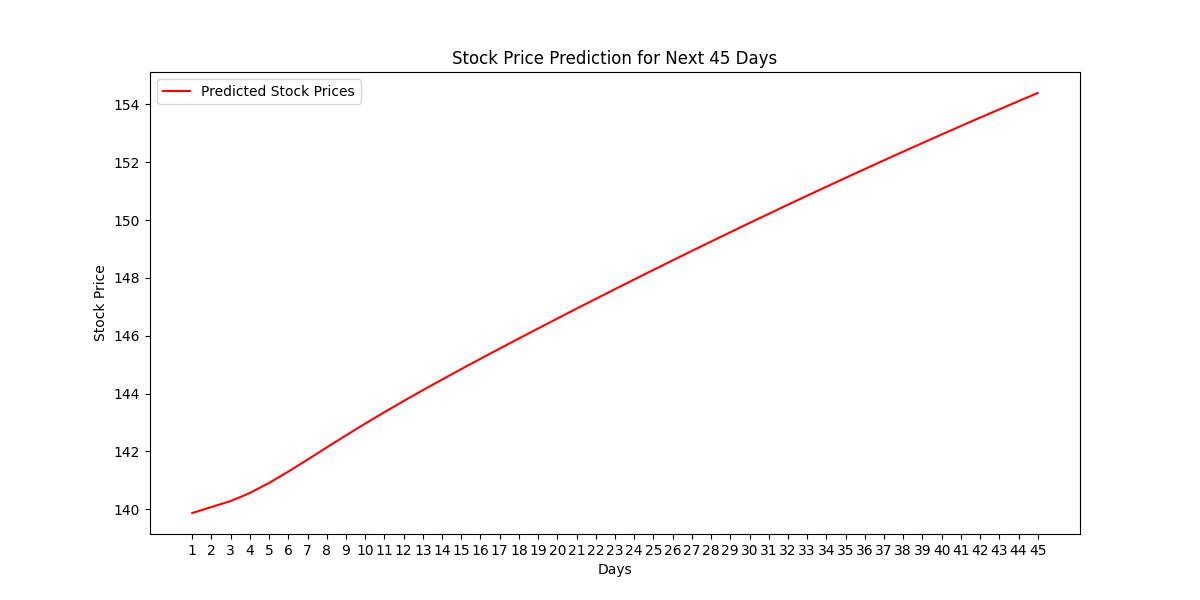 Stock Price Prediction for Next 45 Days
Predicted Stock Prices
154
152
150
148
146
144
142
140
Stock Price
1 2 3 4 5 6 7 8 9 10 11 12 13 14 15 16 17 18 19 20 21 22 23 24 25 26 27 28 29 30 31 32 33 34 35 36 37 38 39 40 41 42 43 44 45
Days